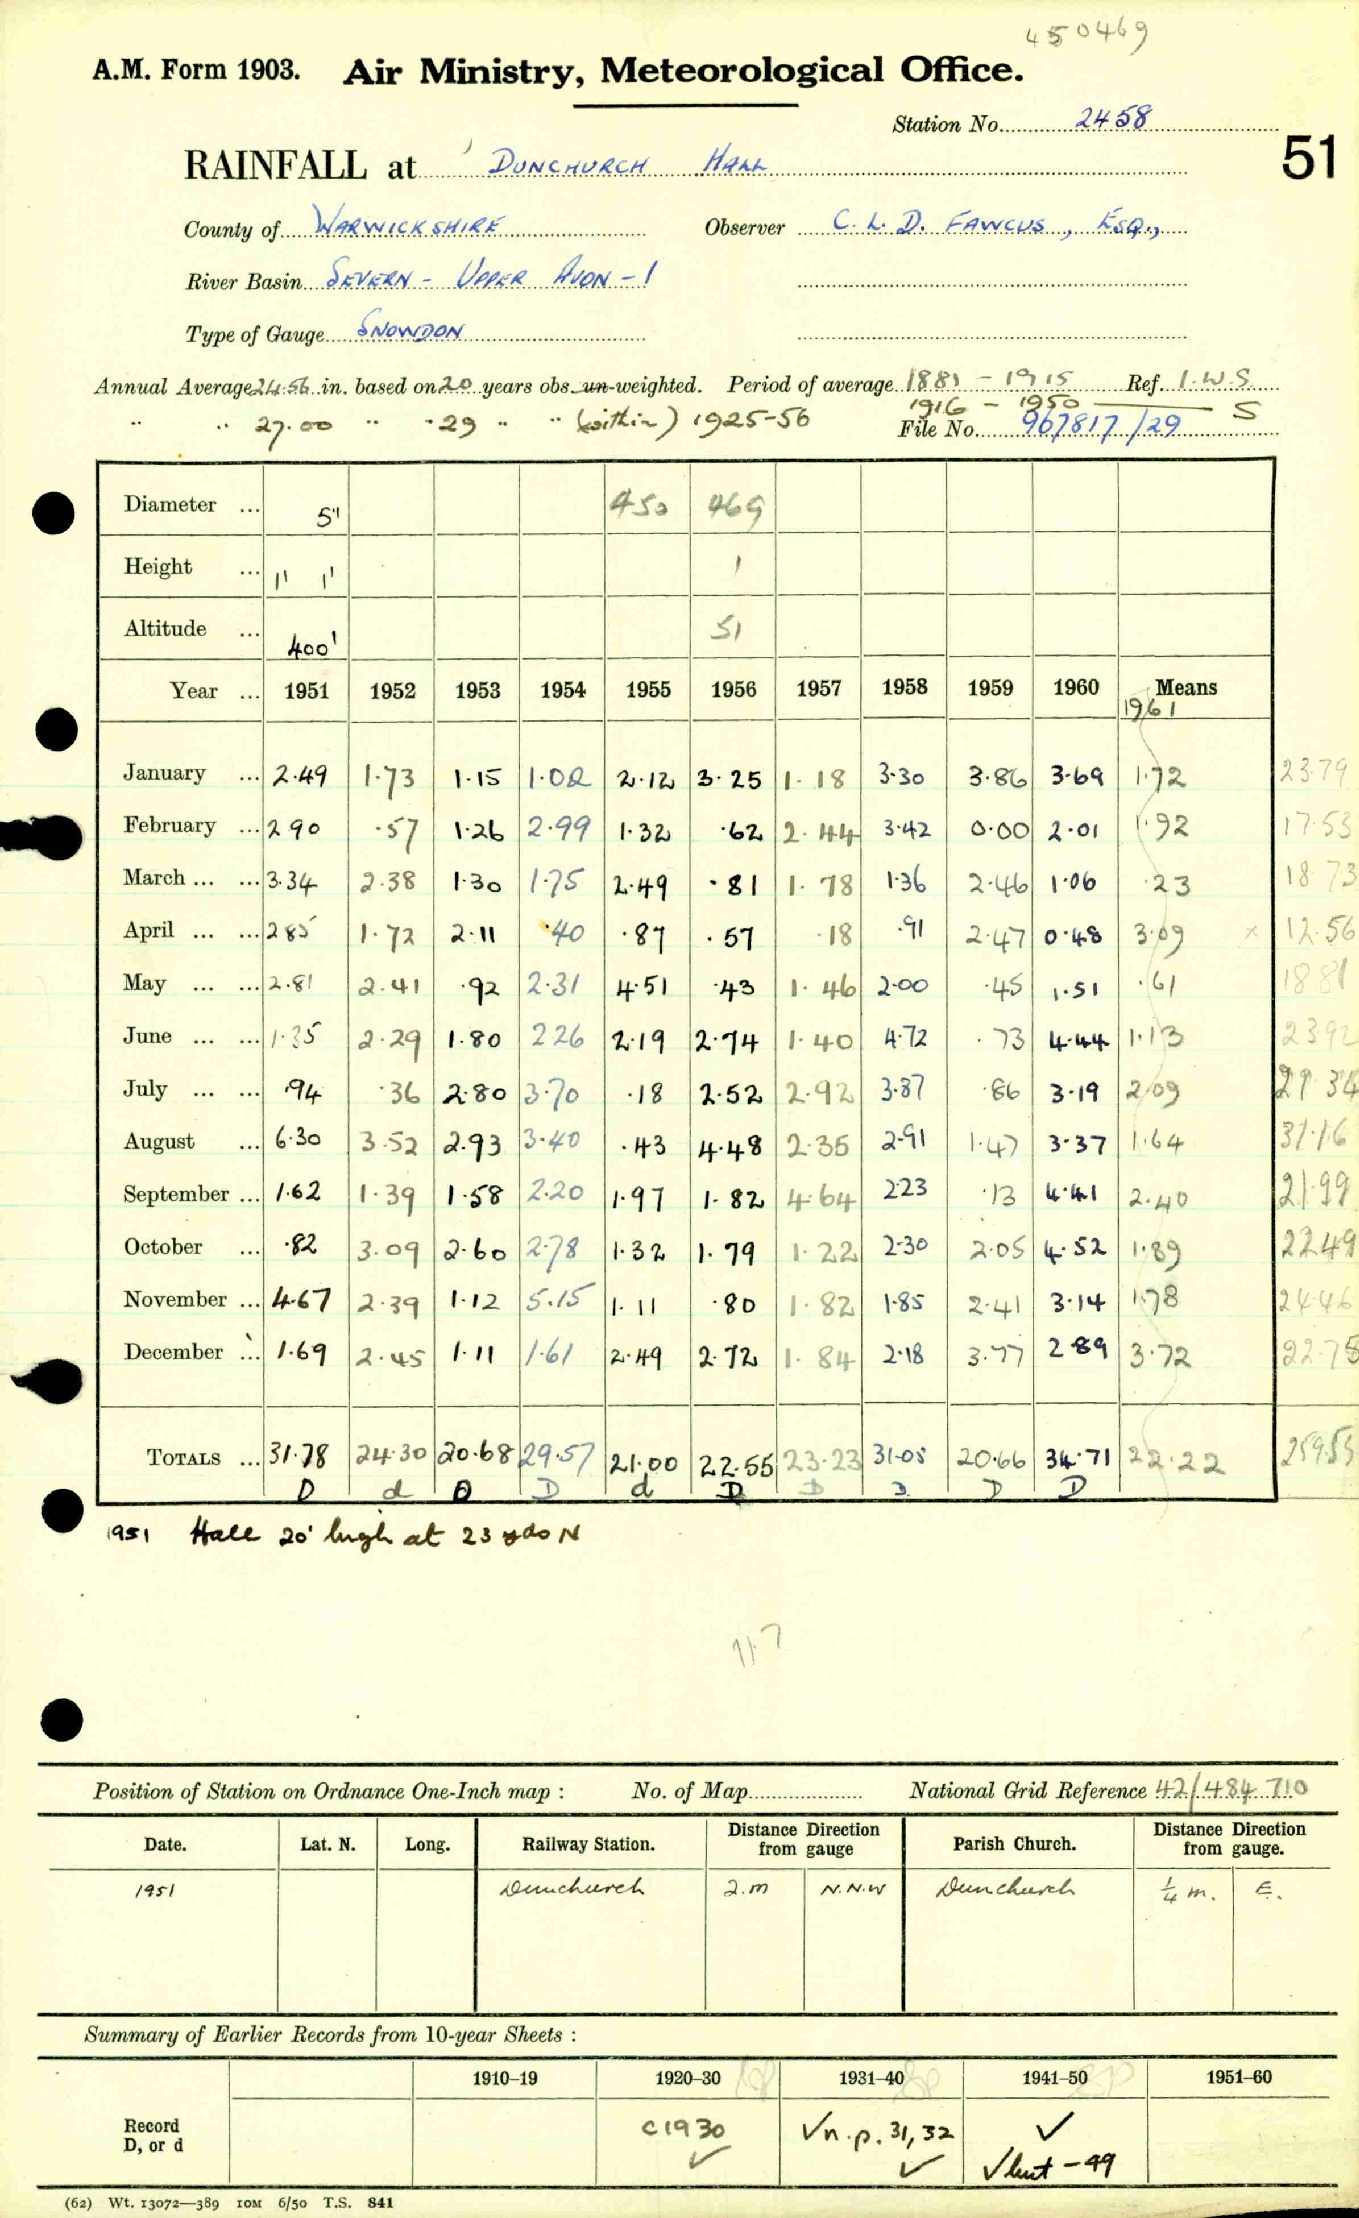 450469
A.M. Form 1903. Air Ministry, Meteorological Office.
Station No. 2458
51
RAINFALL at DUNCHURCH HALL
County of WARWICKSHIRE Observer C. L. D. FAWCUS, ESQ.,
River Basin SEVERN - UPPER AVON - 1
Type of Gauge SNOWDON
Annual Average 24.56 in. based on 20 years obs. un-weighted. Period of average 1881 - 1915 Ref. I.W.S.
1916 - 1950 S
" " 27.00 " 29 " " (within) 1925-56 File No. 967817/29
Diameter ... 5" 450 469
Height ... 1' 1' 1
Altitude ... 400' 51
Year ... 1951 1952 1953 1954 1955 1956 1957 1958 1959 1960 Means
1961
January ... 2.49 1.73 1.15 1.02 2.12 3.25 1.18 3.30 3.86 3.69 1.72 23.79
February ... 2 90 .57 1.26 2.99 1.32 .62 2.44 3.42 0.00 2.01 1.92 17.53
March ... ... 3.34 2.38 1.30 1.75 2.49 .81 1.78 1.36 2.46 1.06 .23 18.73
April ... ... 2 85 1.72 2.11 .40 .87 .57 .18 .91 2.47 0.48 3.09 x 12.56
May ... ... 2.81 2.41 .92 2.31 4.51 .43 1.46 2.00 .45 1.51 .61 18 81
June ... ... 1.35 2.29 1.80 2 26 2.19 2.74 1.40 4.72 .73 4.44 1.13 23 92
July ... ... .94 .36 2.80 3.70 .18 2.52 2.92 3.87 .86 3.19 2.09 21 34
August ... 6.30 3.52 2.93 3.40 .43 4.48 2.35 2.91 1.47 3.37 1.64 31.16
September ... 1.62 1.39 1.58 2.20 1.97 1.82 4.64 2 23 .13 4.41 2.40 21.99
October ... .82 3.09 2.60 2.78 1.32 1.79 1.22 2.30 2.05 4.52 1.89 22 49
November ... 4.67 2.39 1.12 5.15 1.11 .80 1.82 1.85 2.41 3.14 1.78 24.46
December ... 1.69 2.45 1.11 1.61 2.49 2.72 1.84 2.18 3.77 2 89 3.72 22.75
TOTALS ... 31.78 24.30 20.68 29.57 21.00 22.55 23.23 31.05 20.66 34.71 22.22 259.53
D d D D d D D D D D
1951 Hall 20' high at 23 yds N
117
Position of Station on Ordnance One-Inch map : No. of Map National Grid Reference 42/484 710
Date. Lat. N. Long. Railway Station. Distance Direction from gauge Parish Church. Distance Direction from gauge.
1951 Dunchurch 2.m N.N.W Dunchurch 1/4 m. E.
Summary of Earlier Records from 10-year Sheets :
1910–19 1920–30 1931–40 1941–50 1951–60
Record
D, or d
c1930 √n.p. 31,32 ✓
✓ ✓ √but - 49
(62) Wt. 13072—389 10M 6/50 T.S. 841